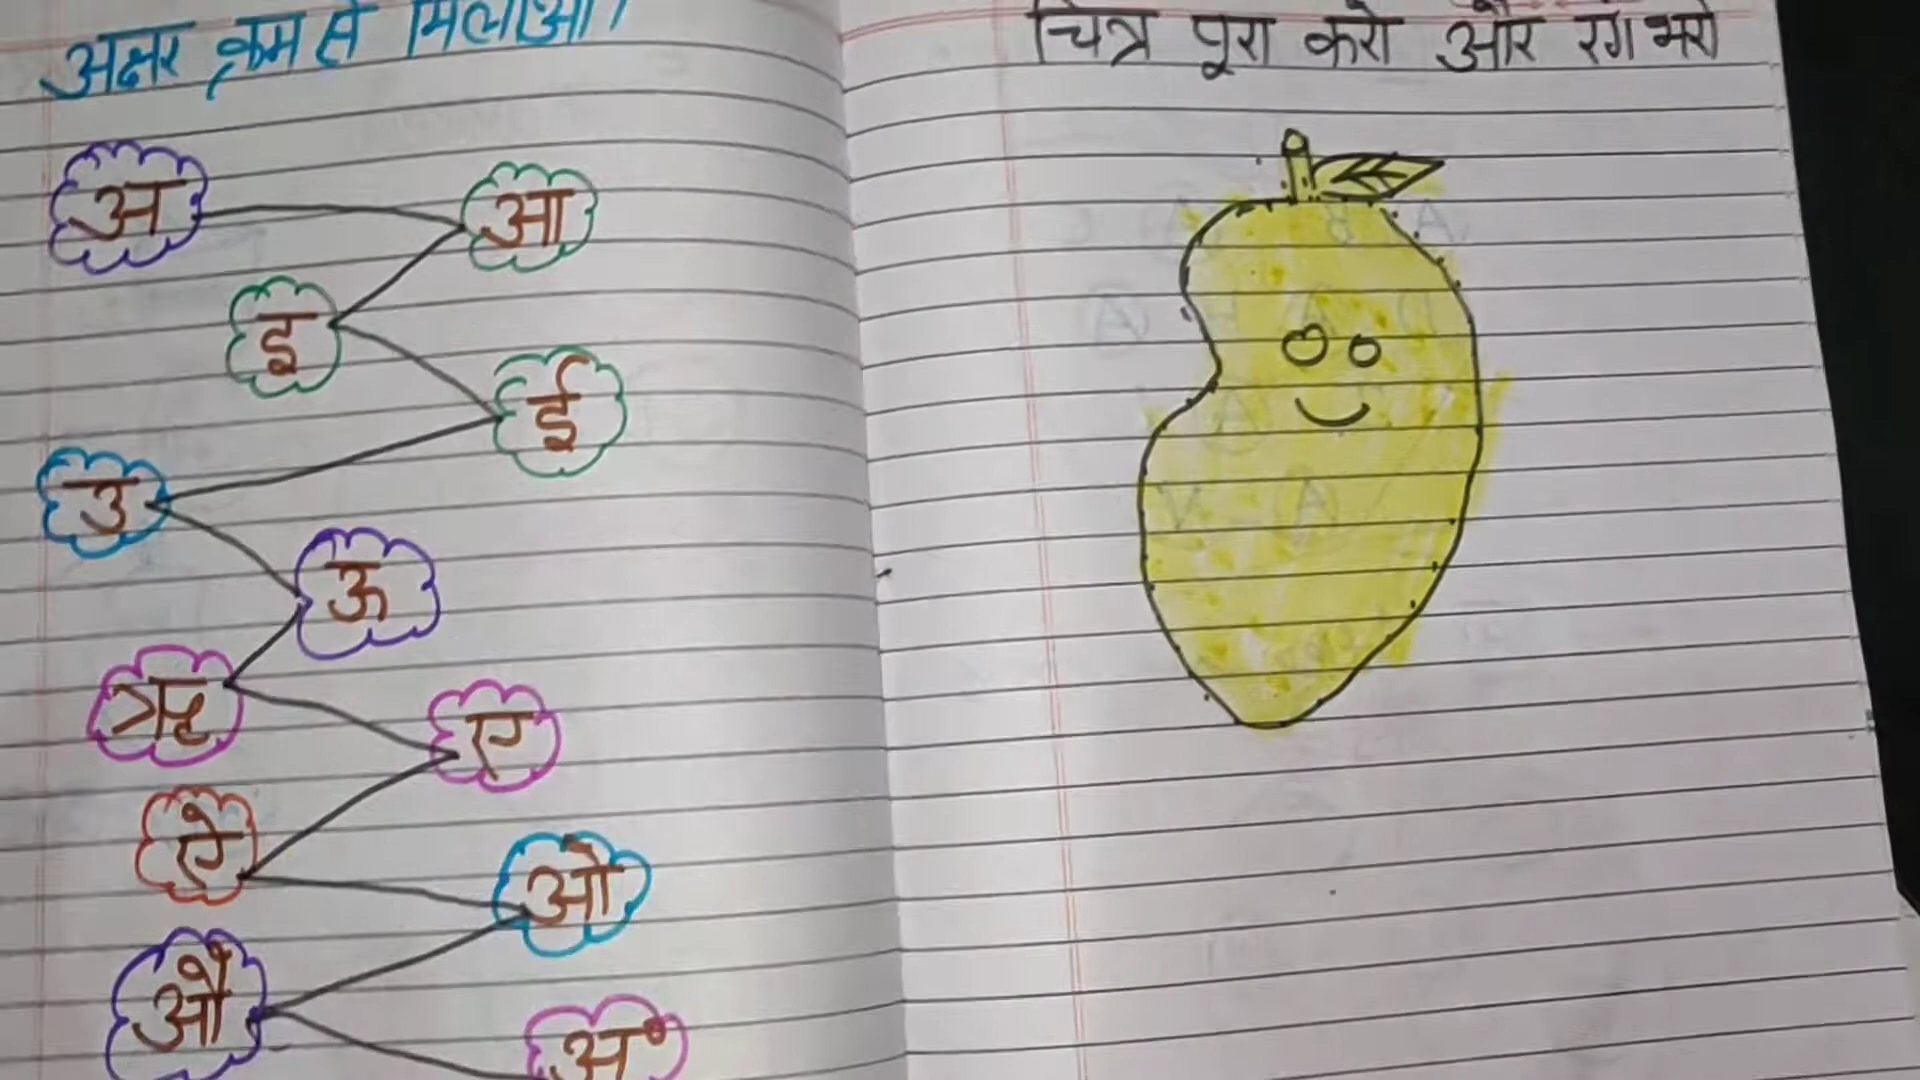 अक्षर क्रम से मिलाओ।
अ
आ
इ
ई
उ
ऊ
ऋ
ए
ऐ
ओ
औ
अं
चित्र पूरा करो और रंग भरो